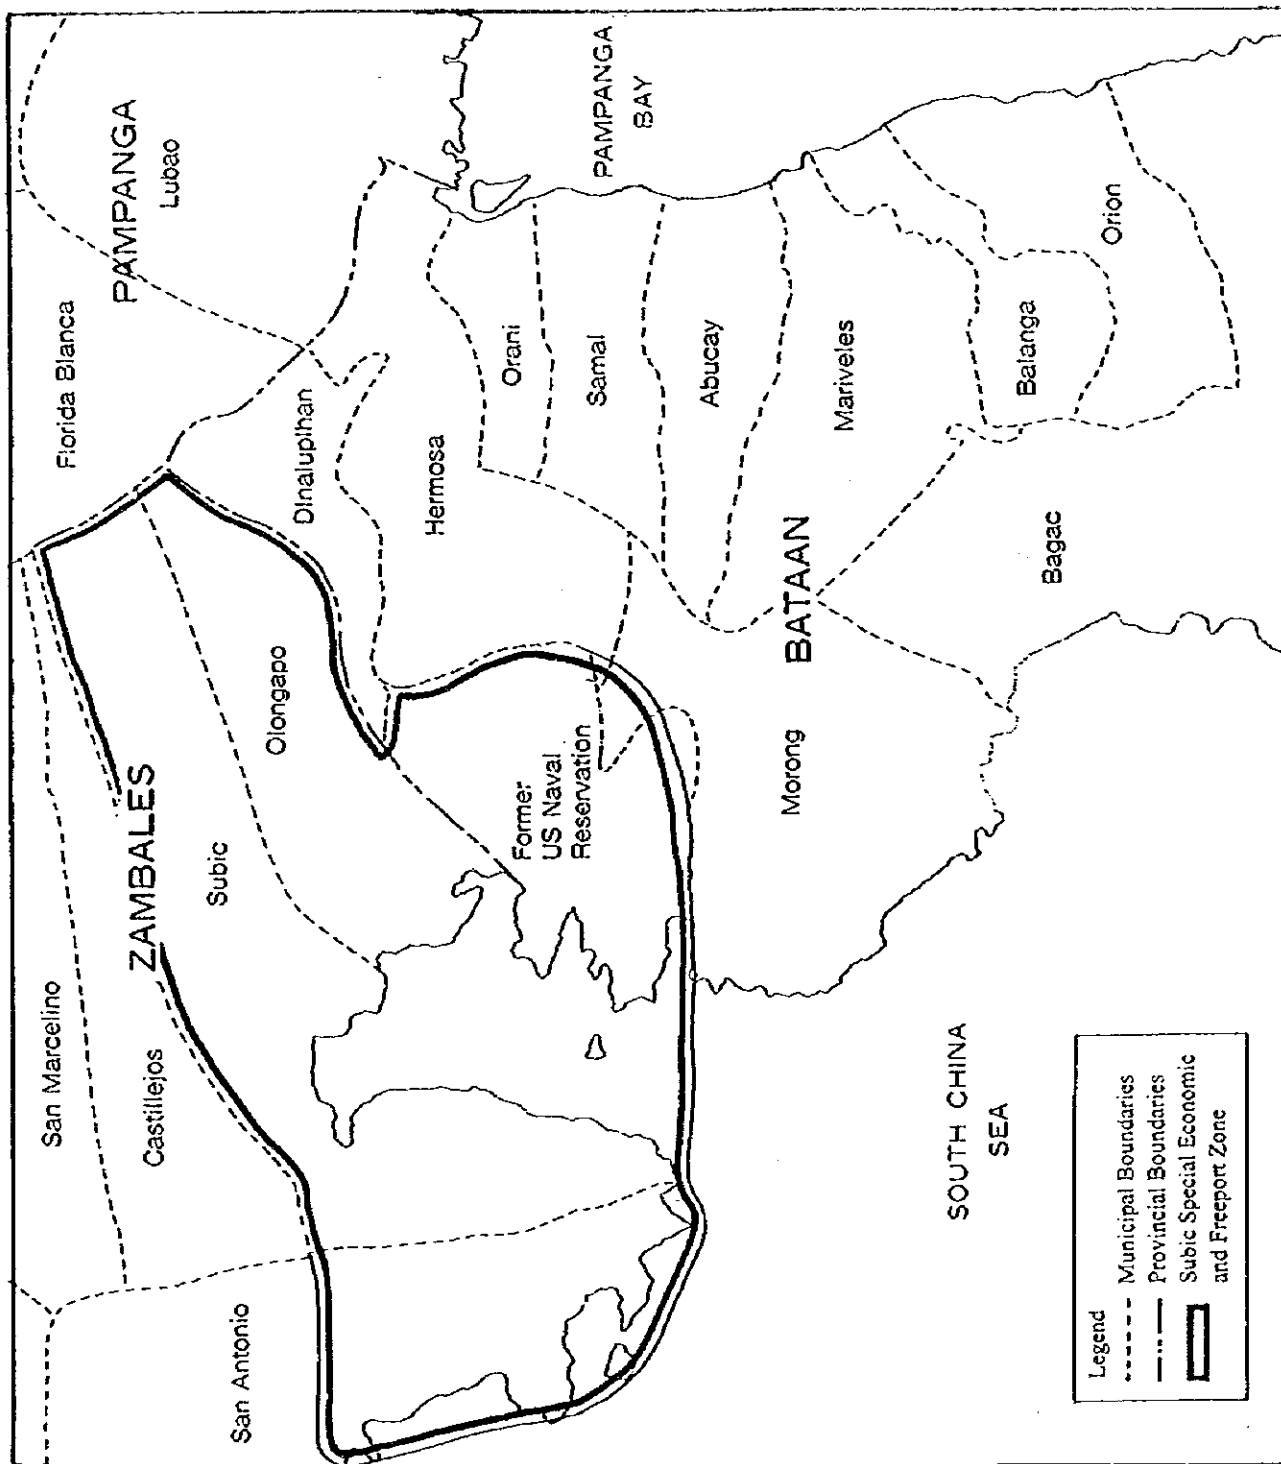 PAMPANGA
Lubao
Florida Blanca
PAMPANGA
BAY
Dinalupihan
Hermosa
Orani
Samal
Abucay
Mariveles
Balanga
Orion
BATAAN
Bagac
Morong
Olongapo
Former
US Naval
Reservation
ZAMBALES
Subic
San Marcelino
Castillejos
San Antonio
SOUTH CHINA
SEA
Legend
Municipal Boundaries
Provincial Boundaries
Subic Special Economic
and Freeport Zone